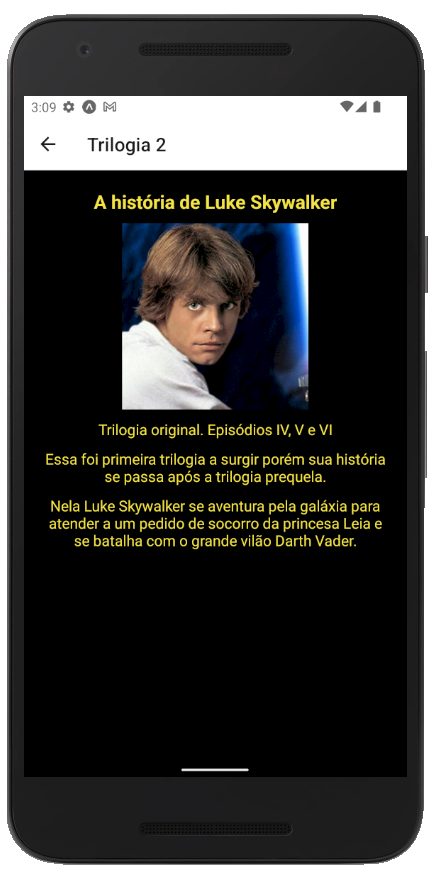 3:09
Trilogia 2
A história de Luke Skywalker
Trilogia original. Episódios IV, V e VI
Essa foi primeira trilogia a surgir porém sua história
se passa após a trilogia prequela.
Nela Luke Skywalker se aventura pela galáxia para
atender a um pedido de socorro da princesa Leia e
se batalha com o grande vilão Darth Vader.